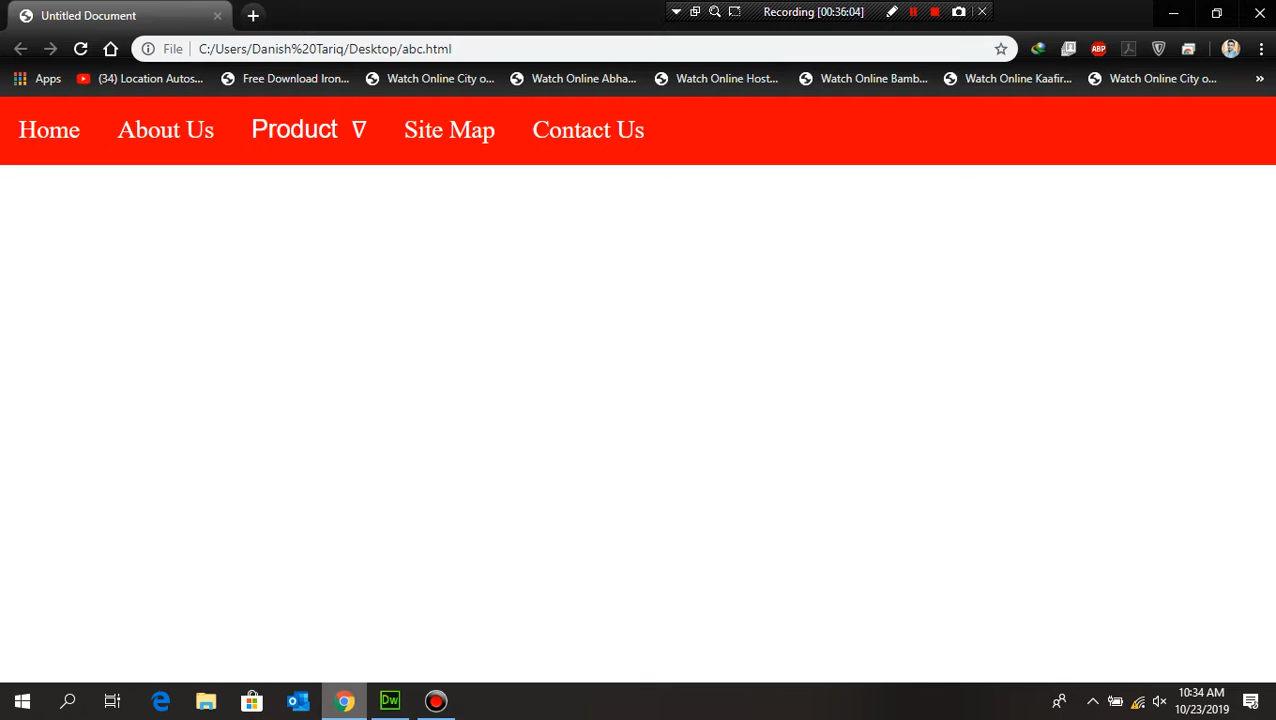 Untitled Document
Recording [00:36:04]
File
C:/Users/Danish%20Tariq/Desktop/abc.html
ABP
Apps
(34) Location Autos...
Free Download Iron...
Watch Online City o...
Watch Online Abha...
Watch Online Host...
Watch Online Bamb...
Watch Online Kaafir...
Watch Online City o...
»
Home
About Us
Product ∇
Site Map
Contact Us
Dw
10:34 AM
10/23/2019